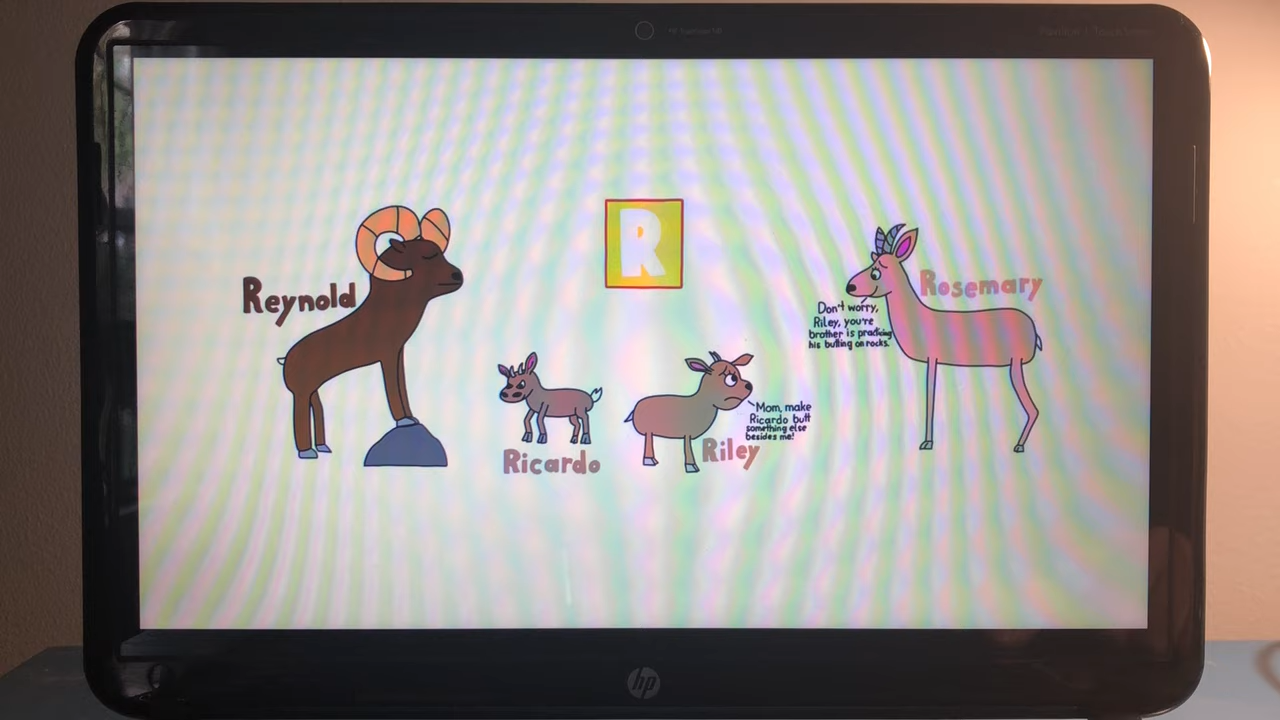 R
Reynold
Rosemary
Don't worry,
Riley, you're
brother is practicing
his butting on rocks.
Mom, make
Ricardo butt
something else
besides me!
Ricardo
Riley
hp